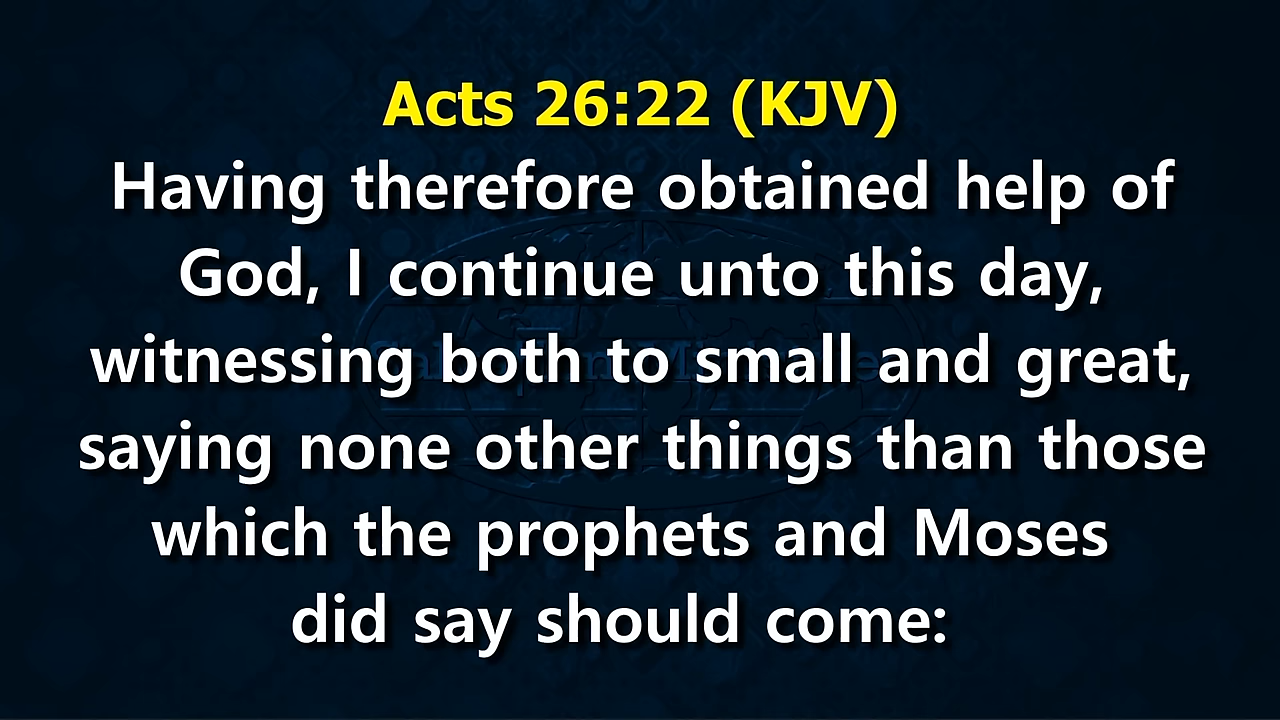 Acts 26:22 (KJV)
Having therefore obtained help of
God, I continue unto this day,
witnessing both to small and great,
saying none other things than those
which the prophets and Moses
did say should come: